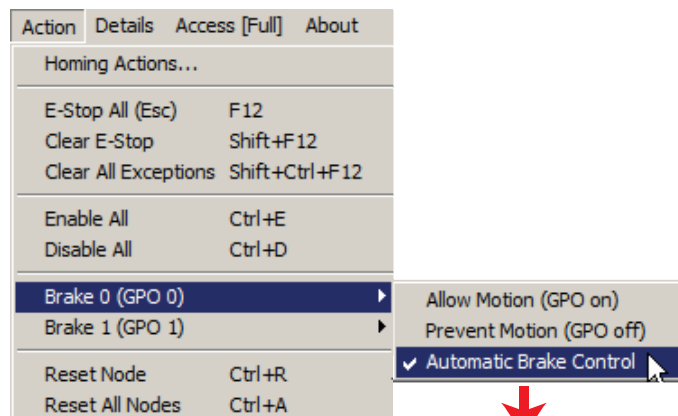 Action Details Access [Full] About
Homing Actions...
E-Stop All (Esc) F12
Clear E-Stop Shift+F12
Clear All Exceptions Shift+Ctrl+F12
Enable All Ctrl+E
Disable All Ctrl+D
Brake 0 (GPO 0)
Brake 1 (GPO 1)
Reset Node Ctrl+R
Reset All Nodes Ctrl+A
Allow Motion (GPO on)
Prevent Motion (GPO off)
Automatic Brake Control